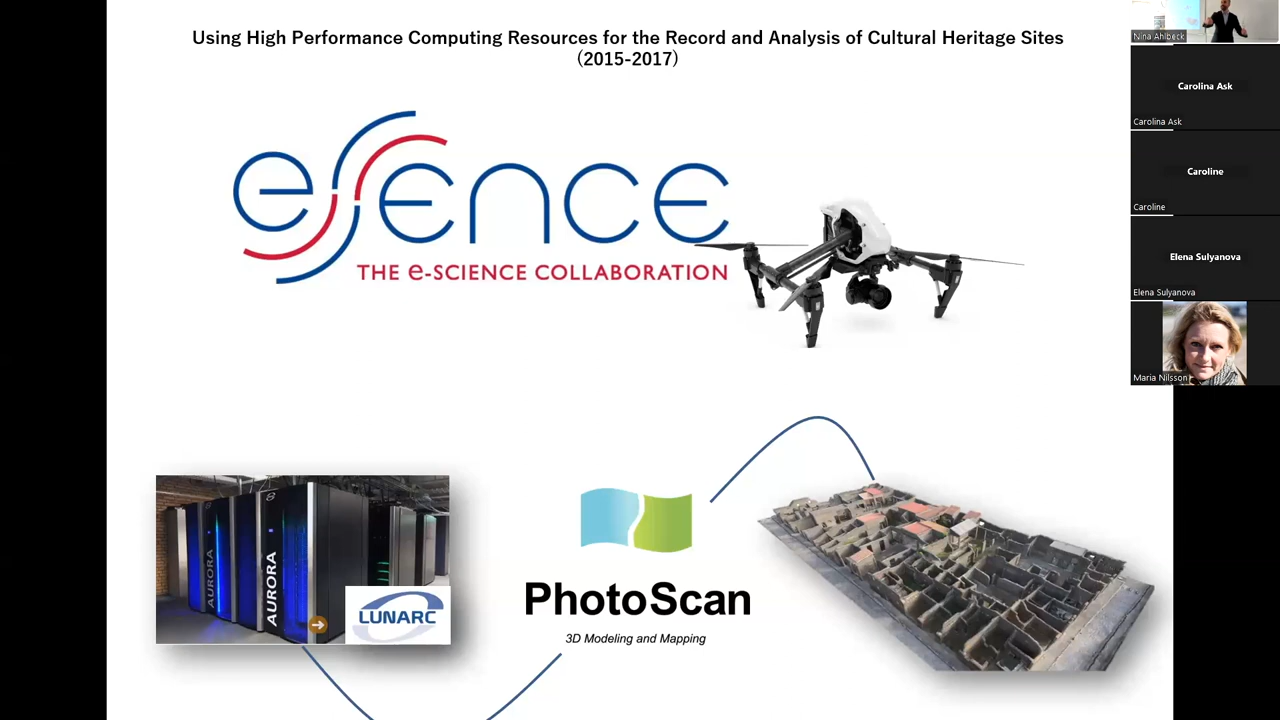 Using High Performance Computing Resources for the Record and Analysis of Cultural Heritage Sites
(2015-2017)
eSSENCE
THE e-SCIENCE COLLABORATION
AURORA
AURORA
LUNARC
PhotoScan
3D Modeling and Mapping
Nina Ahlbeck
Carolina Ask
Carolina Ask
Caroline
Caroline
Elena Sulyanova
Elena Sulyanova
Maria Nilsson